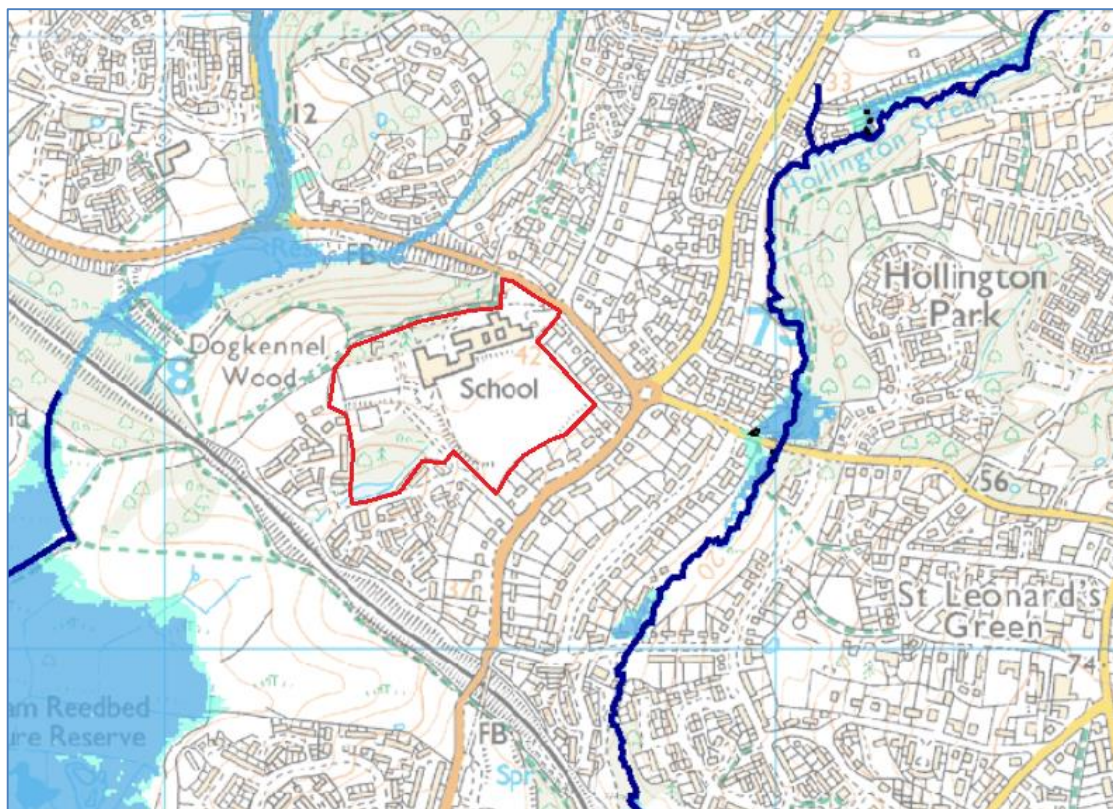 12
33
Hollington Stream
Hollington
Park
FB
Dogkennel
Wood
78
42
School
56
20
St Leonard's
Green
74
am Reedbed
ure Reserve
FB
Spr